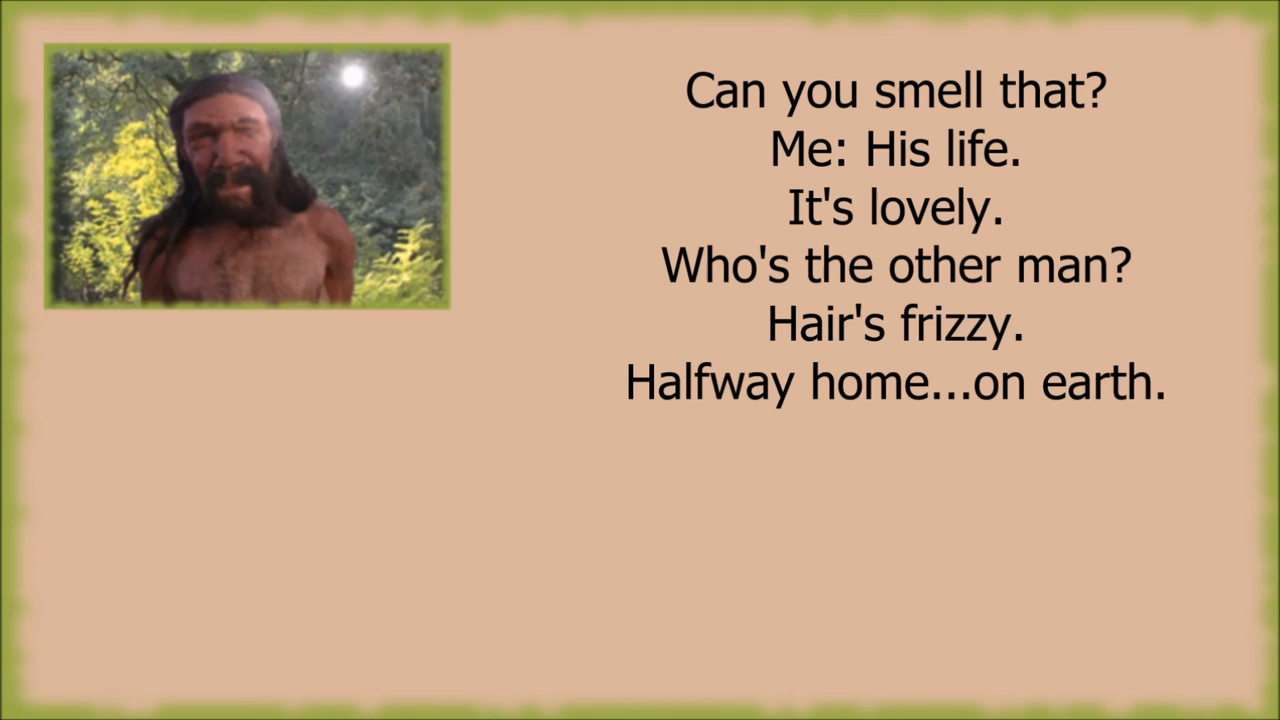 Can you smell that?
Me: His life.
It's lovely.
Who's the other man?
Hair's frizzy.
Halfway home...on earth.